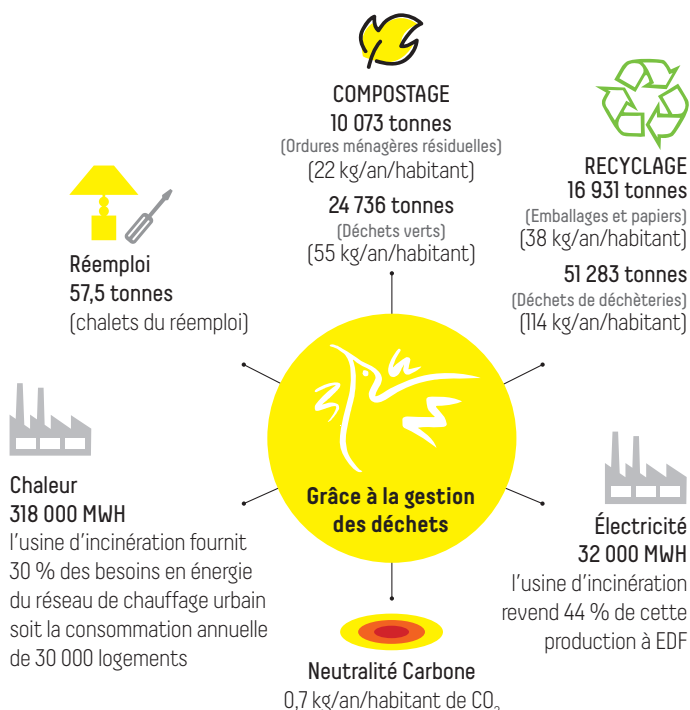 COMPOSTAGE
10 073 tonnes
(Ordures ménagères résiduelles)
(22 kg/an/habitant)
24 736 tonnes
(Déchets verts)
(55 kg/an/habitant)
RECYCLAGE
16 931 tonnes
(Emballages et papiers)
(38 kg/an/habitant)
51 283 tonnes
(Déchets de déchèteries)
(114 kg/an/habitant)
Réemploi
57,5 tonnes
(chalets du réemploi)
Grâce à la gestion
des déchets
Chaleur
318 000 MWH
l'usine d'incinération fournit
30 % des besoins en énergie
du réseau de chauffage urbain
soit la consommation annuelle
de 30 000 logements
Électricité
32 000 MWH
l'usine d'incinération
revend 44 % de cette
production à EDF
Neutralité Carbone
0,7 kg/an/habitant de CO₂